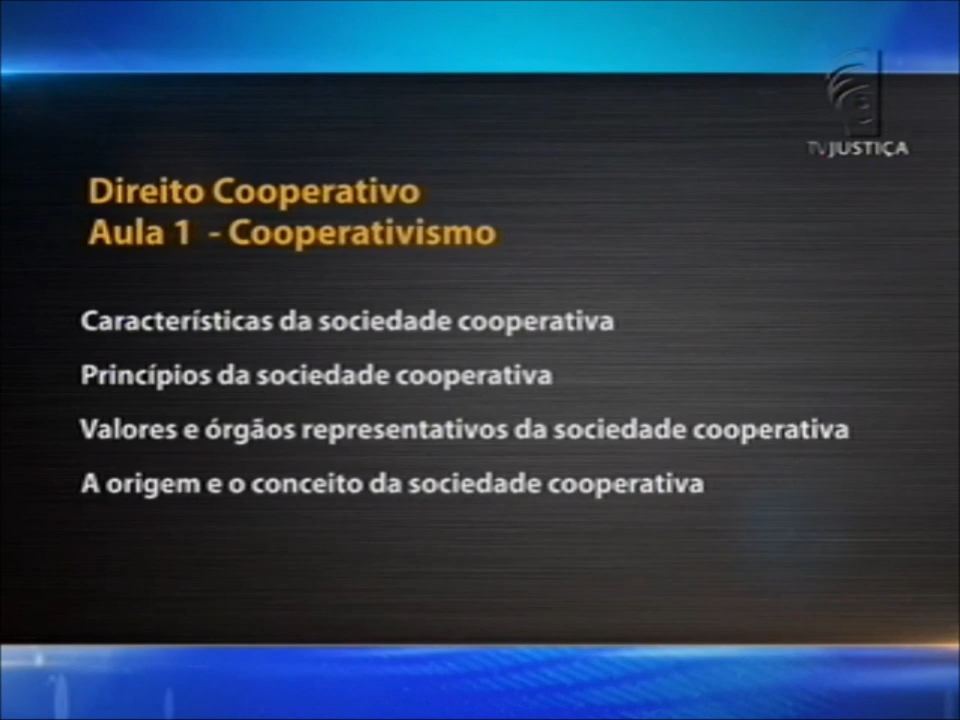 TV JUSTIÇA
Direito Cooperativo
Aula 1 - Cooperativismo
Características da sociedade cooperativa
Princípios da sociedade cooperativa
Valores e órgãos representativos da sociedade cooperativa
A origem e o conceito da sociedade cooperativa